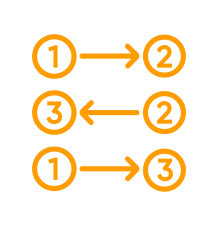 1 → 2
3 ← 2
1 → 3